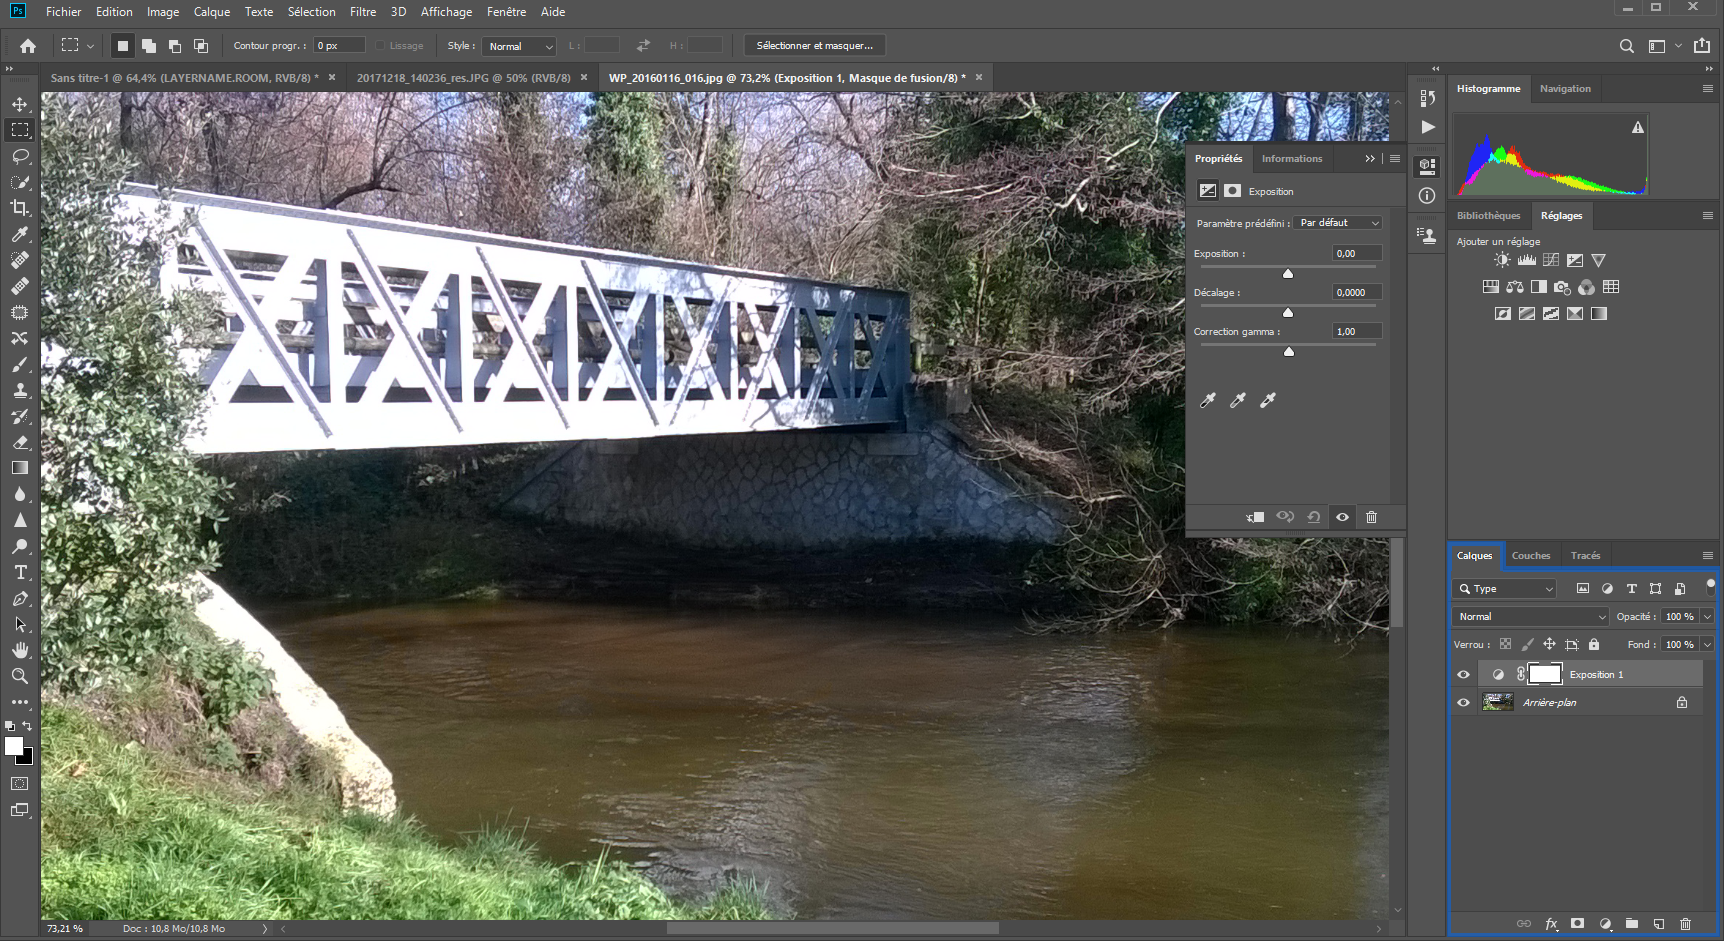 Ps Fichier Edition Image Calque Texte Sélection Filtre 3D Affichage Fenêtre Aide
Contour progr. : 0 px Lissage Style : Normal L : H : Sélectionner et masquer...
Sans titre-1 @ 64,4% (LAYERNAME.ROOM, RVB/8) * × 20171218_140236_res.JPG @ 50% (RVB/8) × WP_20160116_016.jpg @ 73,2% (Exposition 1, Masque de fusion/8) * ×
Histogramme Navigation
Propriétés Informations
Exposition
Paramètre prédéfini : Par défaut
Exposition : 0,00
Décalage : 0,0000
Correction gamma : 1,00
Bibliothèques Réglages
Ajouter un réglage
Calques Couches Tracés
Type
Normal Opacité : 100 %
Verrou : Fond : 100 %
Exposition 1
Arrière-plan
73,21 % Doc : 10,8 Mo/10,8 Mo